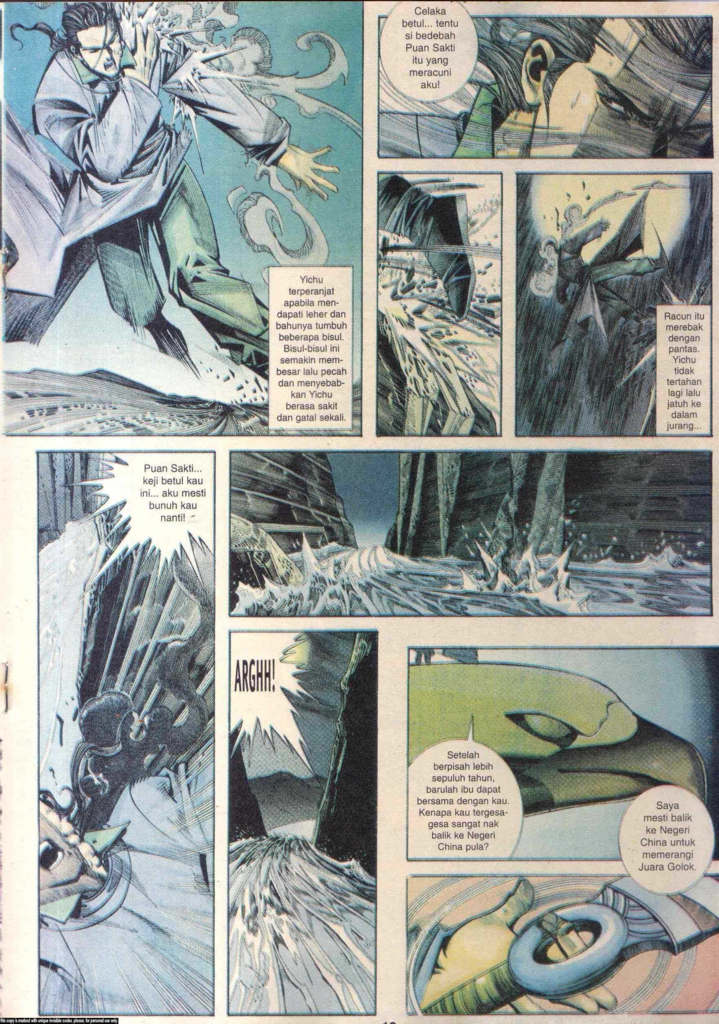 Celaka
betul... tentu
si bedebah
Puan Sakti
itu yang
meracuni
aku!
Yichu
terperanjat
apabila men-
dapati leher dan
bahunya tumbuh
beberapa bisul.
Bisul-bisul ini
semakin mem-
besar lalu pecah
dan menyebab-
kan Yichu
berasa sakit
dan gatal sekali.
Racun itu
merebak
dengan
pantas.
Yichu
tidak
tertahan
lagi lalu
jatuh ke
dalam
jurang...
Puan Sakti...
keji betul kau
ini... aku mesti
bunuh kau
nanti!
ARGHH!
Setelah
berpisah lebih
sepuluh tahun,
barulah ibu dapat
bersama dengan kau.
Kenapa kau tergesa-
gesa sangat nak
balik ke Negeri
China pula?
Saya
mesti balik
ke Negeri
China untuk
memerangi
Juara Golok.